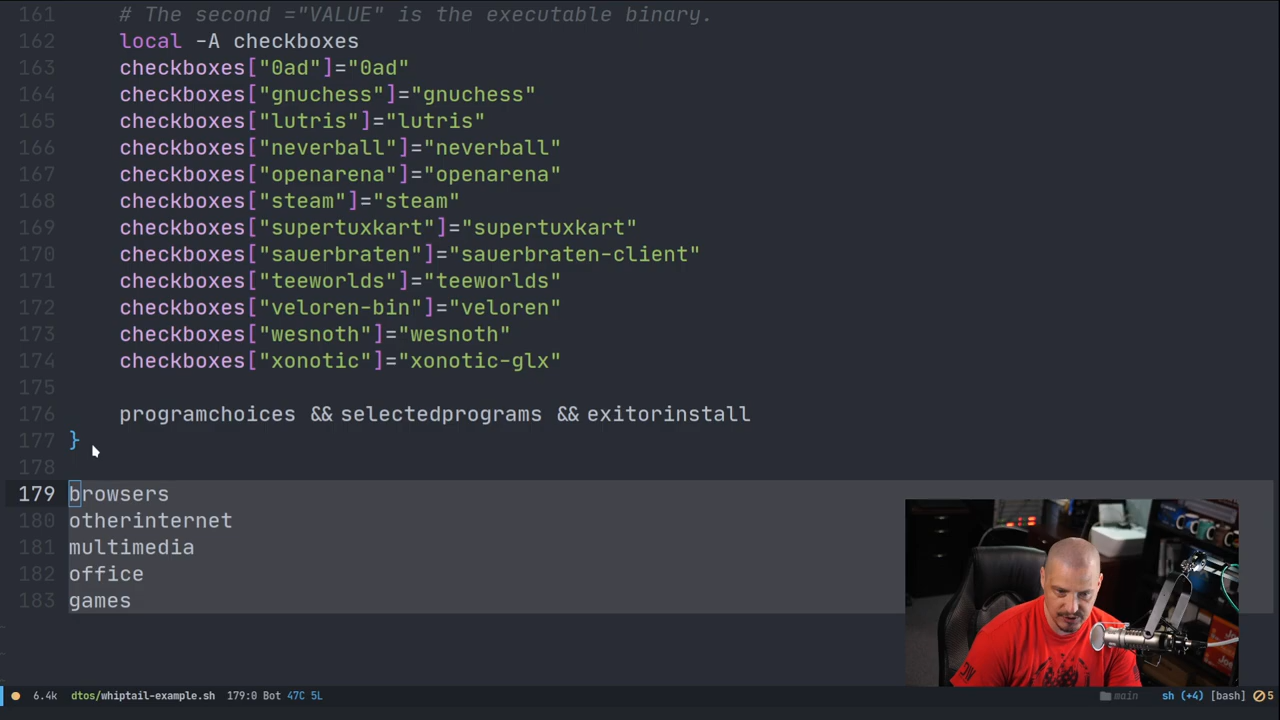 161 # The second ="VALUE" is the executable binary.
162 local -A checkboxes
163 checkboxes["0ad"]="0ad"
164 checkboxes["gnuchess"]="gnuchess"
165 checkboxes["lutris"]="lutris"
166 checkboxes["neverball"]="neverball"
167 checkboxes["openarena"]="openarena"
168 checkboxes["steam"]="steam"
169 checkboxes["supertuxkart"]="supertuxkart"
170 checkboxes["sauerbraten"]="sauerbraten-client"
171 checkboxes["teeworlds"]="teeworlds"
172 checkboxes["veloren-bin"]="veloren"
173 checkboxes["wesnoth"]="wesnoth"
174 checkboxes["xonotic"]="xonotic-glx"
175
176 programchoices && selectedprograms && exitorinstall
177 }
178
179 browsers
180 otherinternet
181 multimedia
182 office
183 games
6.4k dtos/whiptail-example.sh 179:0 Bot 47C 5L main sh (+4) [bash] 5